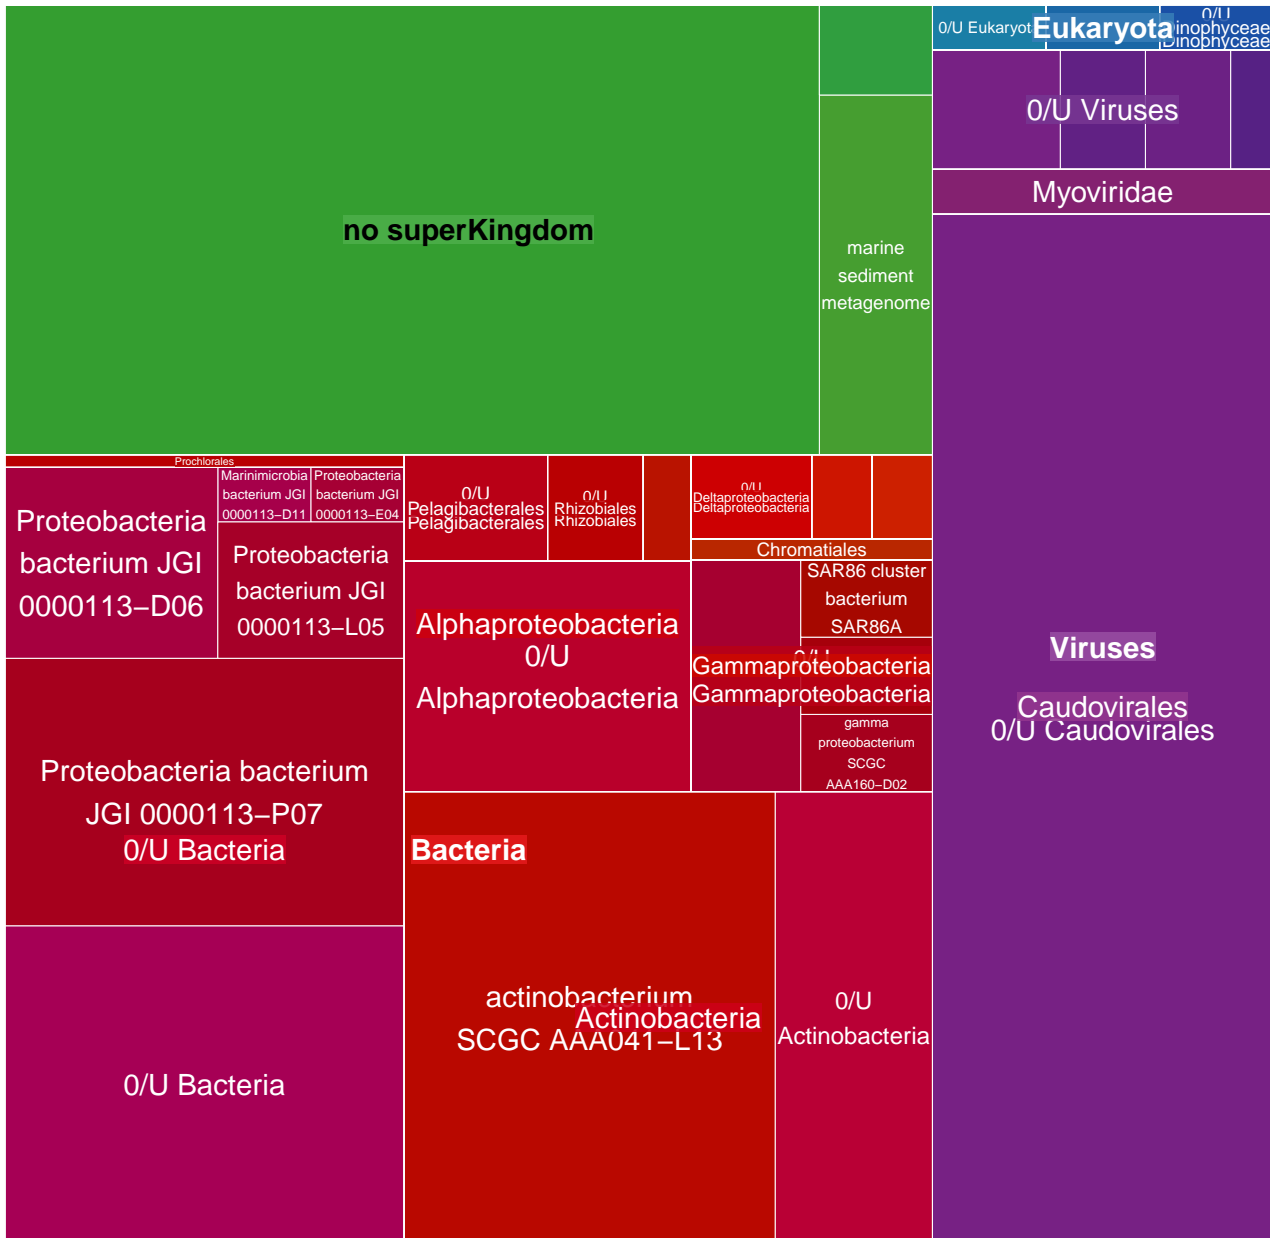 no superKingdom
marine
sediment
metagenome
0/U Eukaryot
Eukaryota
0/U
Dinophyceae
Dinophyceae
0/U Viruses
Myoviridae
Viruses
Caudovirales
0/U Caudovirales
Prochlorales
Proteobacteria
bacterium JGI
0000113–D06
Marinimicrobia
bacterium JGI
0000113–D11
Proteobacteria
bacterium JGI
0000113–E04
Proteobacteria
bacterium JGI
0000113–L05
Proteobacteria bacterium
JGI 0000113–P07
0/U Bacteria
0/U Bacteria
0/U
Pelagibacterales
Pelagibacterales
0/U
Rhizobiales
Rhizobiales
0/U
Deltaproteobacteria
Deltaproteobacteria
Chromatiales
Alphaproteobacteria
0/U
Alphaproteobacteria
SAR86 cluster
bacterium
SAR86A
0/U
Gammaproteobacteria
Gammaproteobacteria
gamma
proteobacterium
SCGC
AAA160–D02
Bacteria
actinobacterium
Actinobacteria
SCGC AAA041–L13
0/U
Actinobacteria